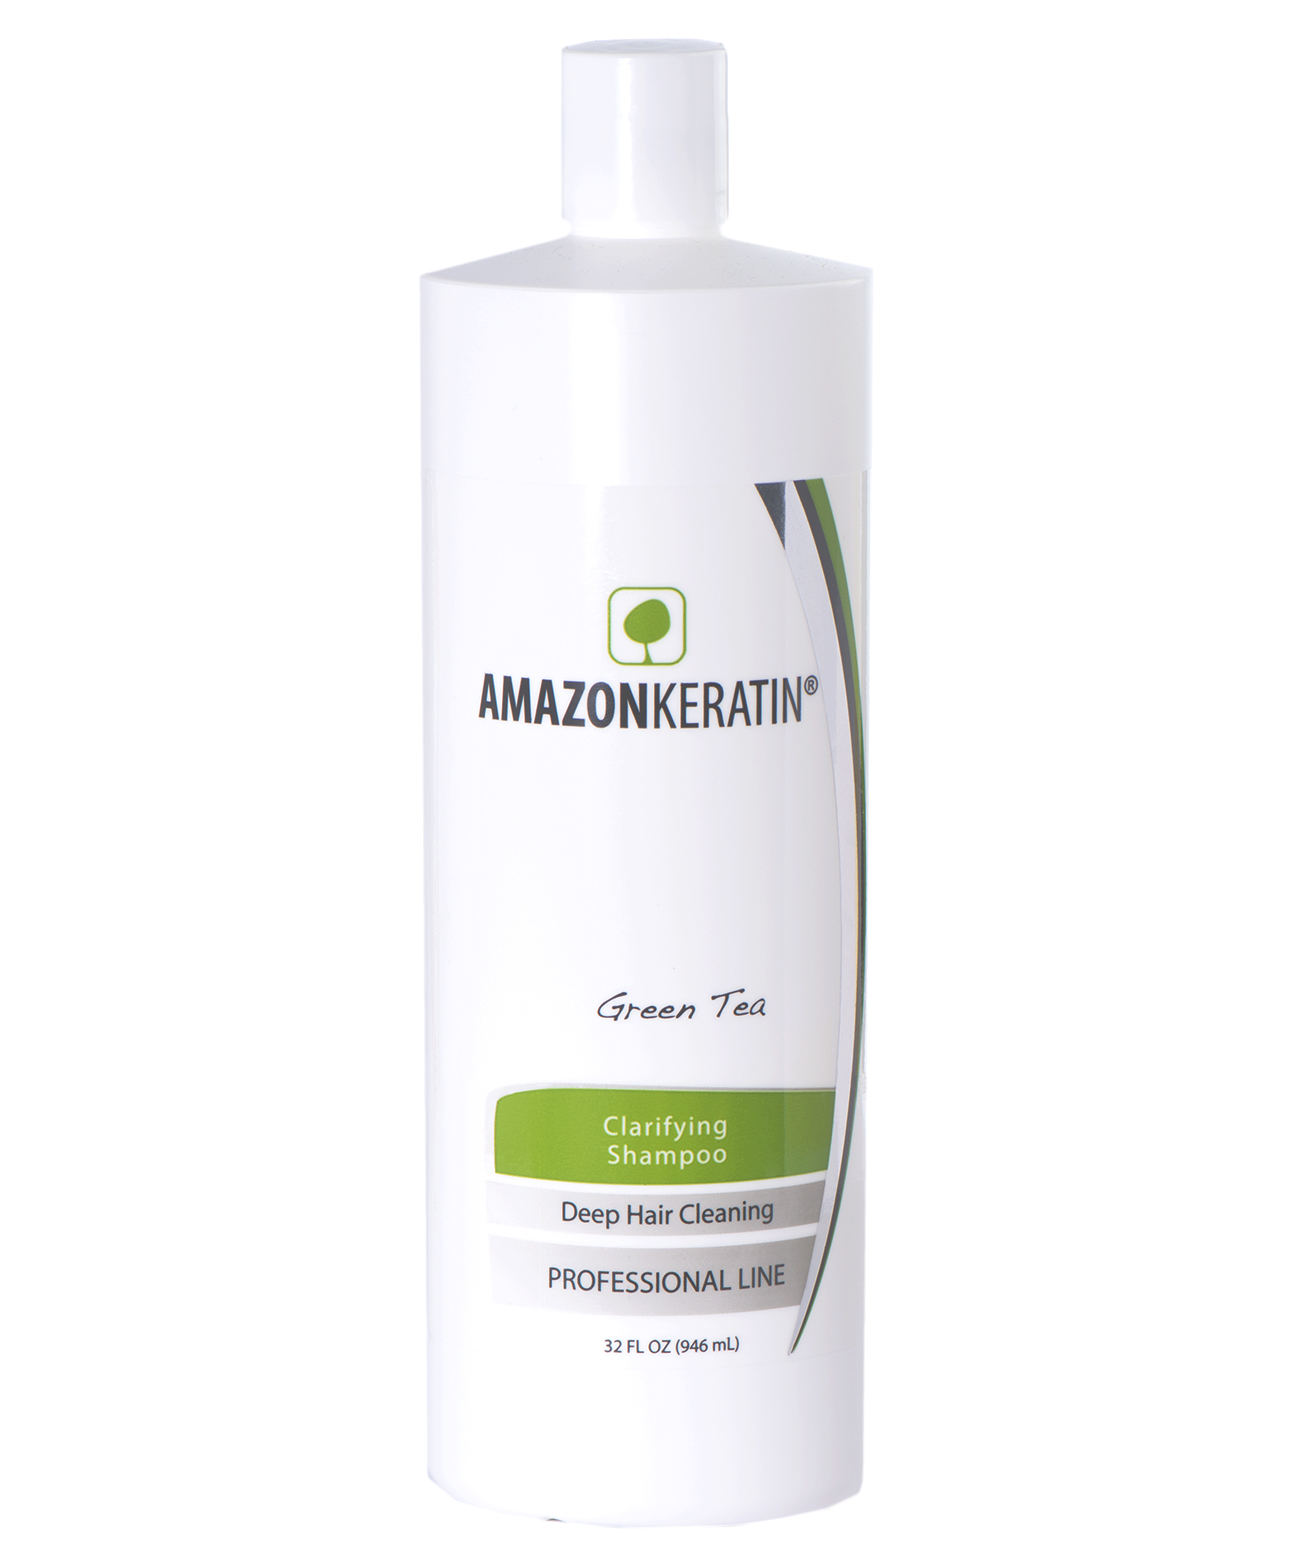 AMAZONKERATIN®
Green Tea
Clarifying
Shampoo
Deep Hair Cleaning
PROFESSIONAL LINE
32 FL OZ (946 mL)